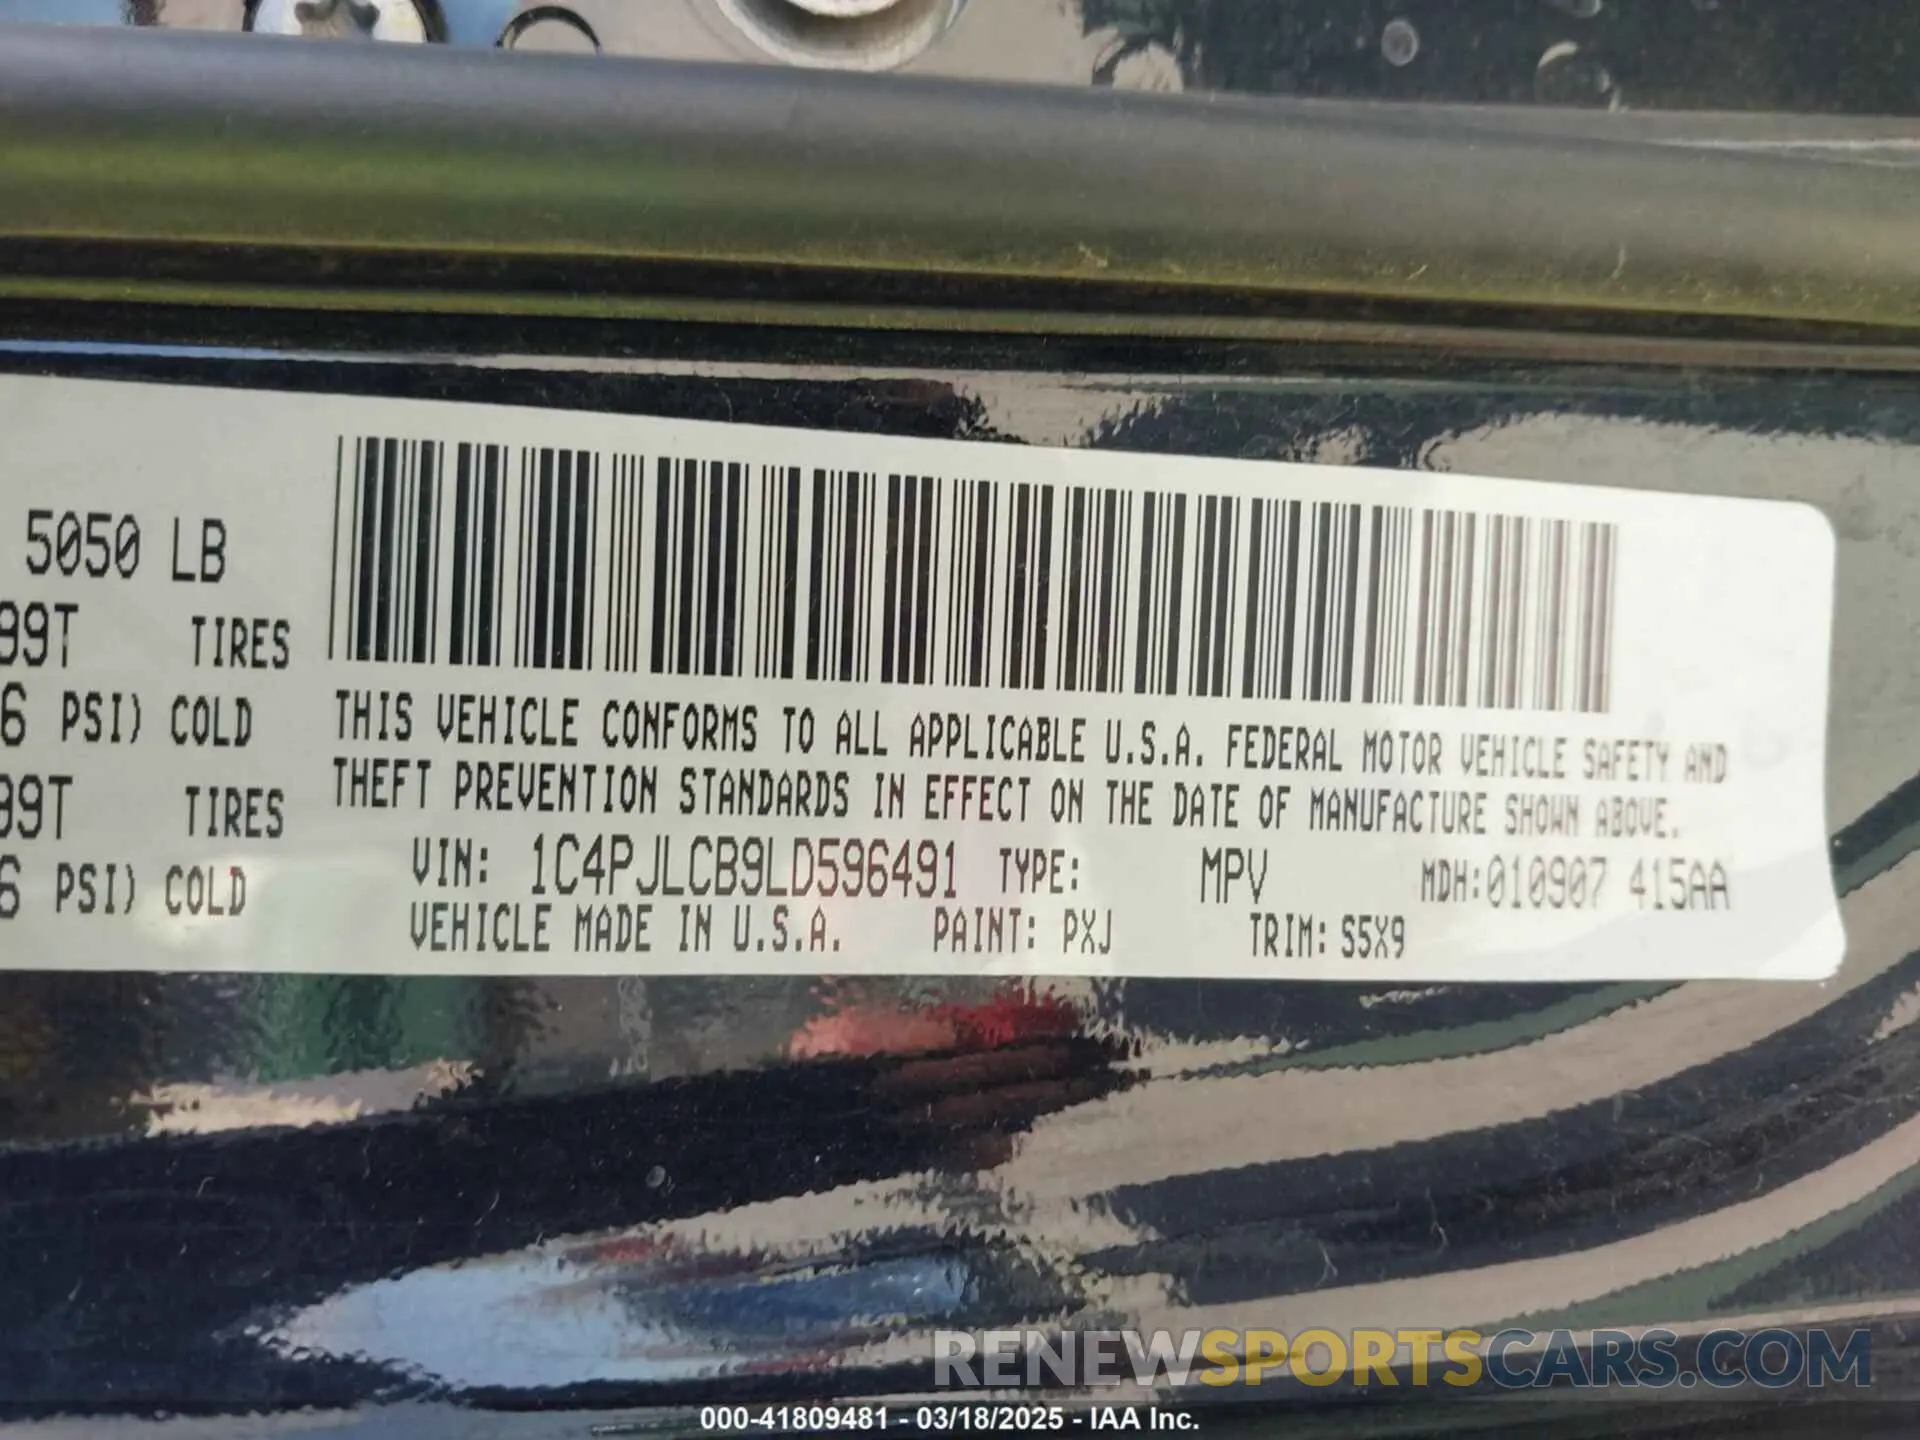 5050 LB
99T TIRES
6 PSI) COLD
99T TIRES
6 PSI) COLD
THIS VEHICLE CONFORMS TO ALL APPLICABLE U.S.A. FEDERAL MOTOR VEHICLE SAFETY AND
THEFT PREVENTION STANDARDS IN EFFECT ON THE DATE OF MANUFACTURE SHOWN ABOVE.
VIN: 1C4PJLCB9LD596491 TYPE: MPV MDH:010907 415AA
VEHICLE MADE IN U.S.A. PAINT: PXJ TRIM: S5X9
RENEWSPORTSCARS.COM
000-41809481 - 03/18/2025 - IAA Inc.